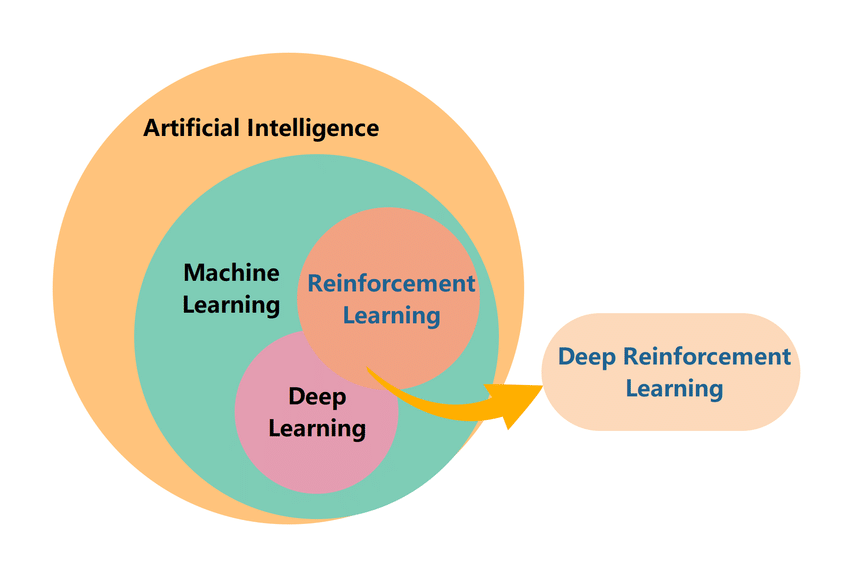 Artificial Intelligence
Machine
Learning
Reinforcement
Learning
Deep
Learning
Deep Reinforcement
Learning